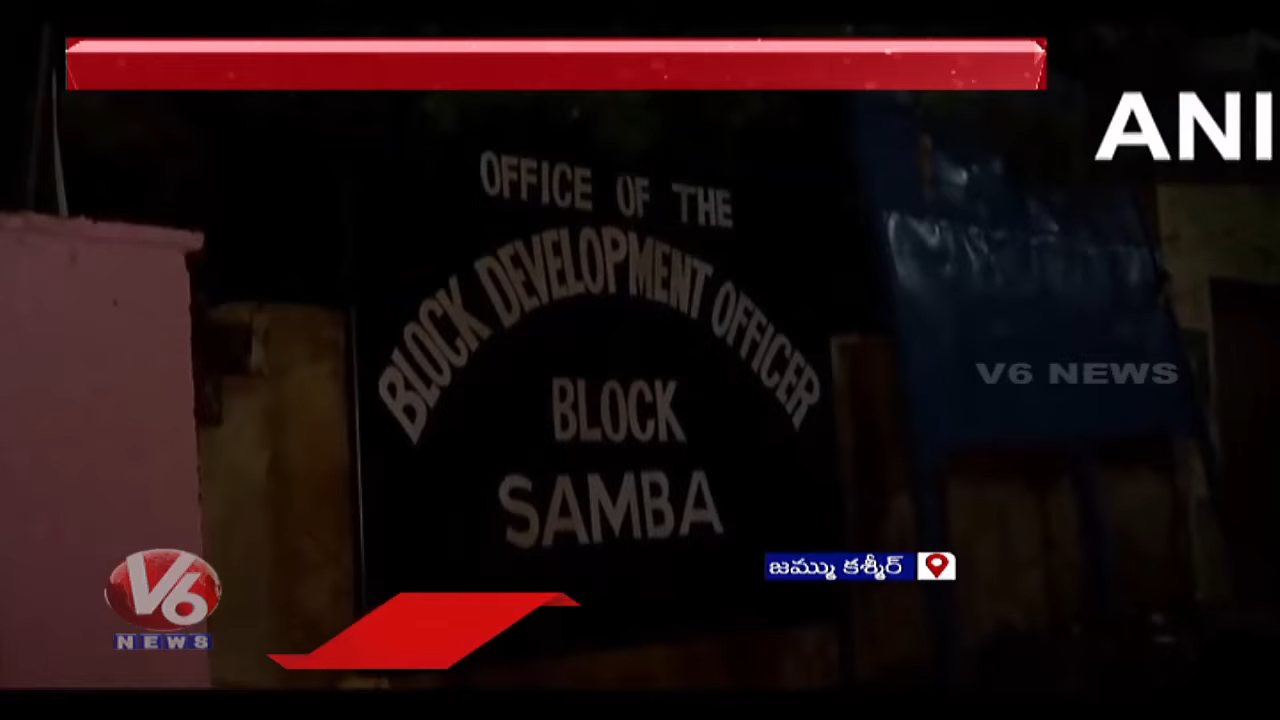 ANI
OFFICE OF THE
BLOCK DEVELOPMENT OFFICER
BLOCK
SAMBA
V6 NEWS
జమ్ము కశ్మీర్
V6
NEWS